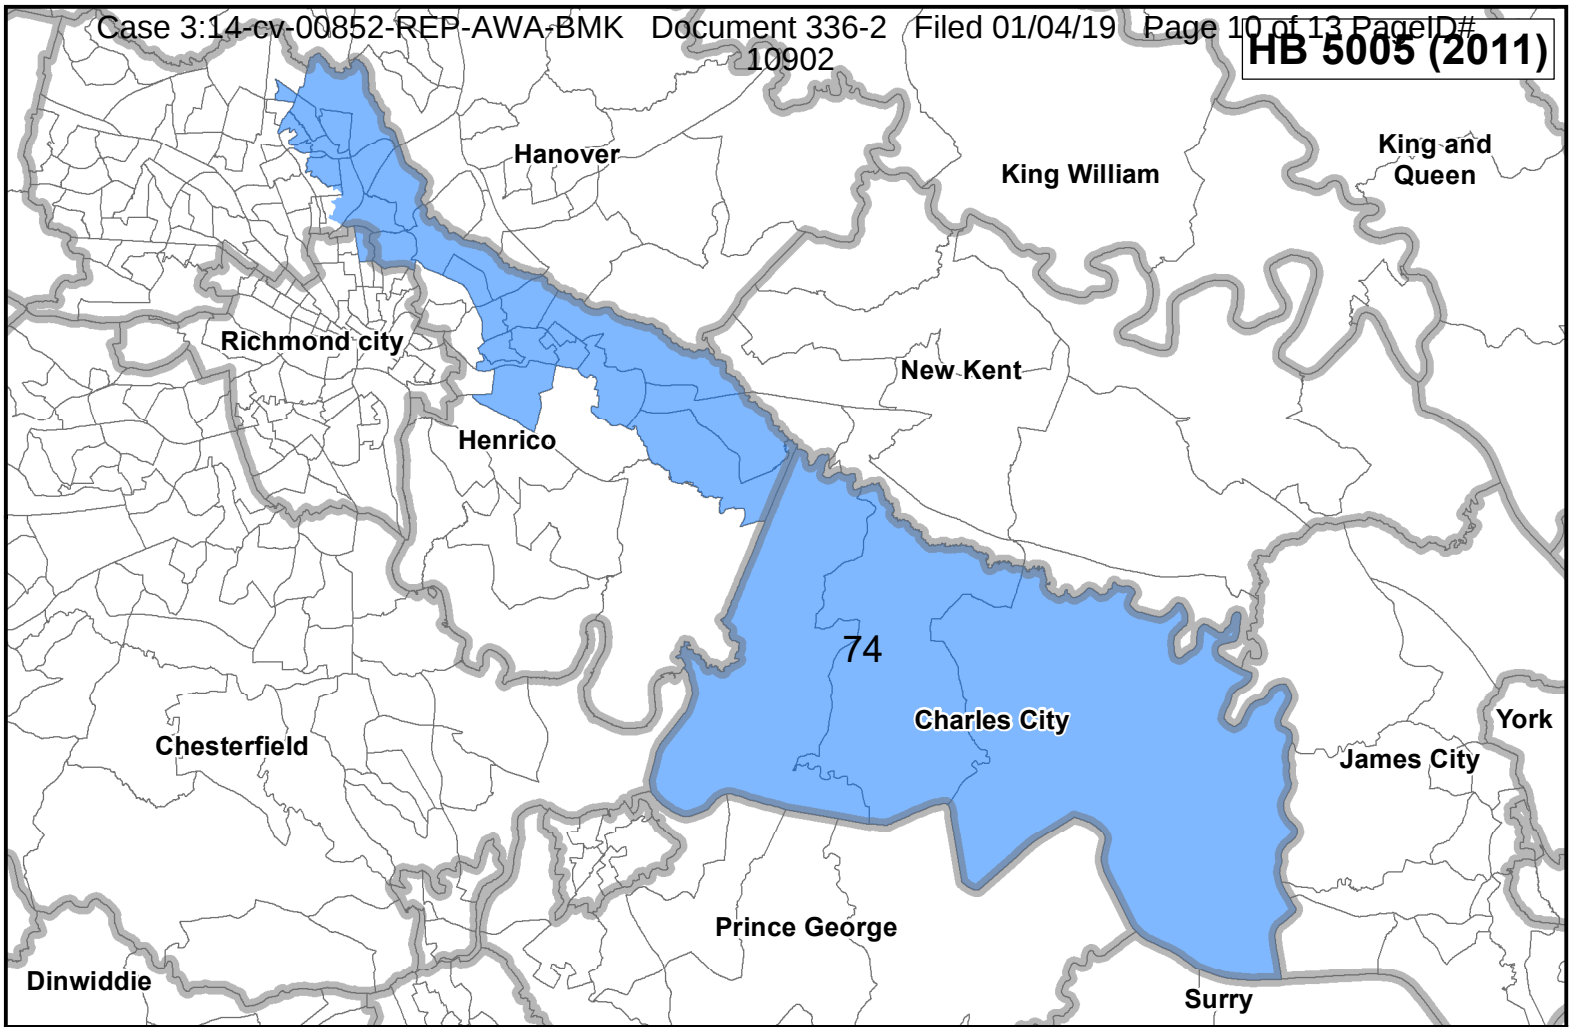 Case 3:14-cv-00852-REP-AWA-BMK Document 336-2 Filed 01/04/19 Page 10 of 13 PageID#
10902
HB 5005 (2011)
Hanover
King William
King and
Queen
Richmond city
New Kent
Henrico
74
Charles City
York
Chesterfield
James City
Prince George
Dinwiddie
Surry